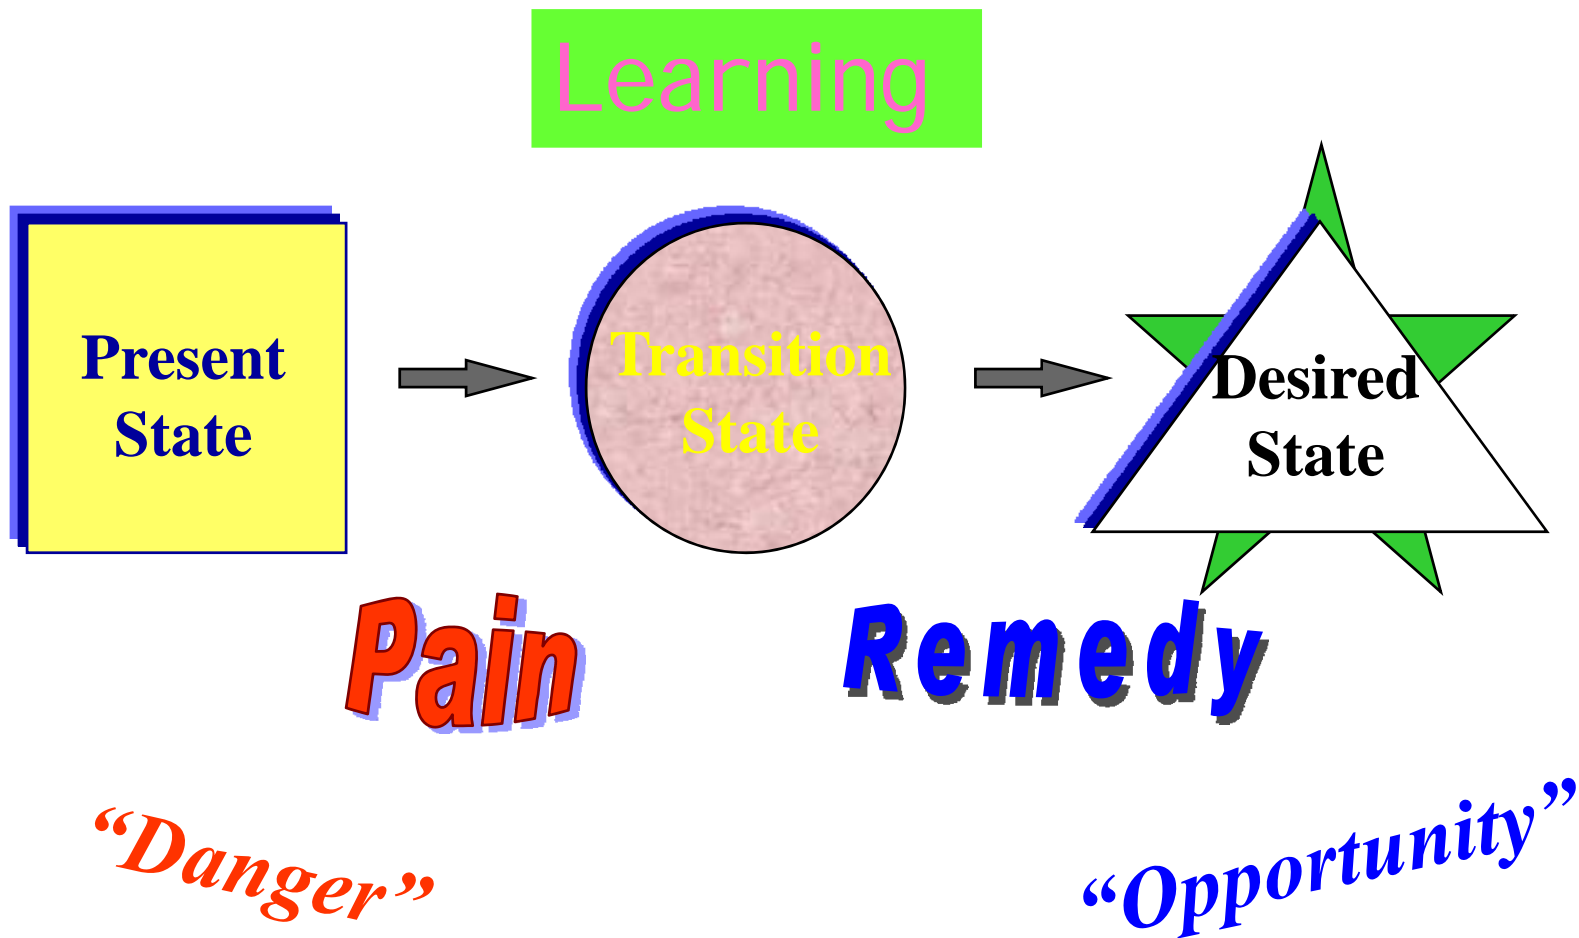 Learning
Present
State
Transition
State
Desired
State
Pain
Remedy
“Danger”
“Opportunity”